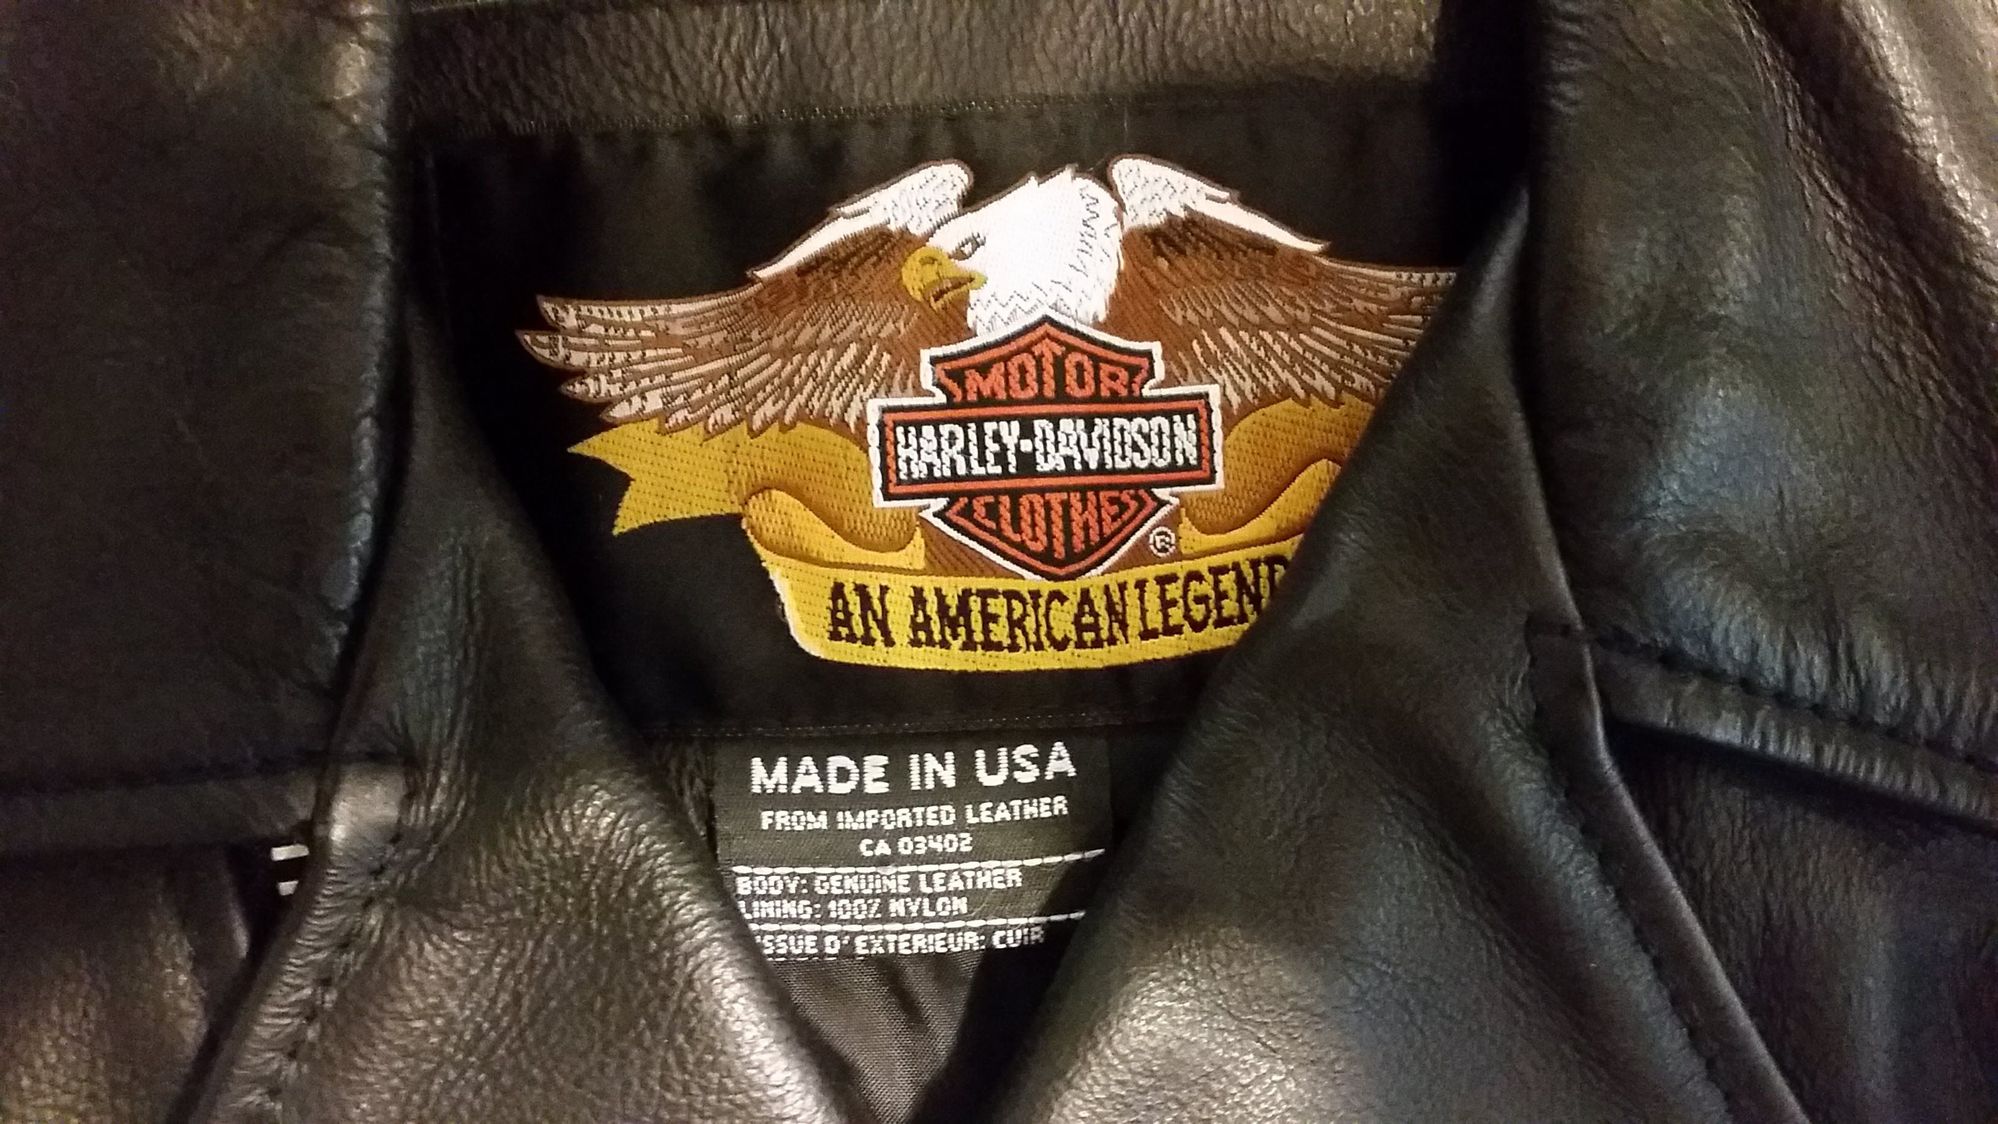 MOTOR
HARLEY-DAVIDSON
CLOTHES
®
AN AMERICAN LEGEND
MADE IN USA
FROM IMPORTED LEATHER
CA 03402
BODY: GENUINE LEATHER
LINING: 100% NYLON
TISSUE D'EXTERIEUR: CUIR